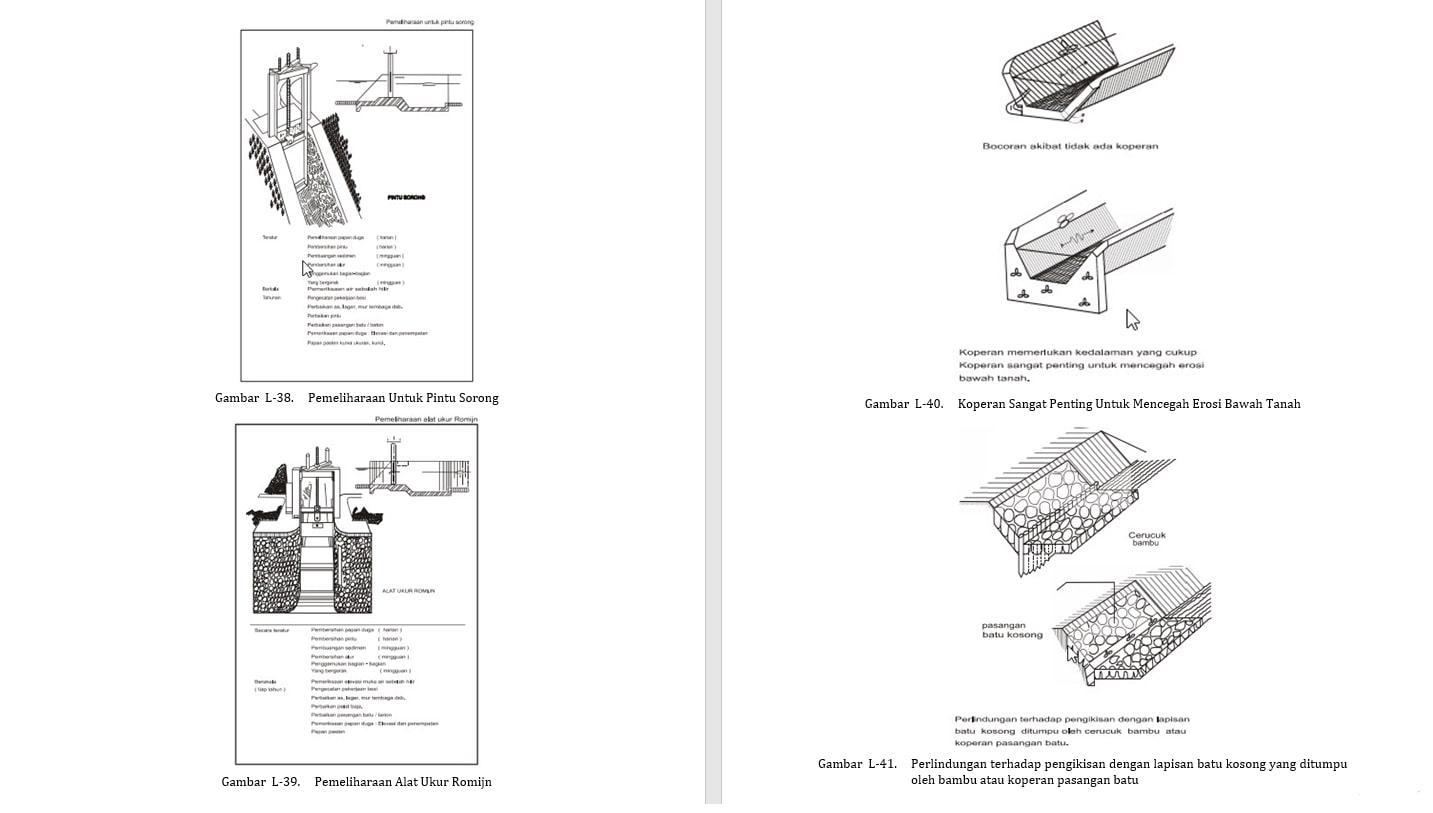 Pemeliharaan untuk pintu sorong
PINTU SORONG
Teratur Pemeliharaan papan duga ( harian )
Pembersihan pintu ( harian )
Pembuangan sedimen ( mingguan )
Pembersihan alur ( mingguan )
Penggemukan bagian-bagian
Yang bergerak ( mingguan )
Berkala Pemeriksaan air sebelah hilir
Tahunan Pengecatan pekerjaan besi
Perbaikan as, lager, mur tembaga dsb.
Perbaikan pintu
Perbaikan pasangan batu / beton
Pemeriksaan papan duga : Elevasi dan penempatan
Papan pasten kurva ukuran, kunci.
Gambar L-38. Pemeliharaan Untuk Pintu Sorong
Pemeliharaan alat ukur Romijn
ALAT UKUR ROMIJN
Secara teratur Pembersihan papan duga ( harian )
Pembersihan pintu ( harian )
Pembuangan sedimen ( mingguan )
Pembersihan alur ( mingguan )
Penggemukan bagian - bagian
Yang bergerak ( mingguan )
Berskala Pemeriksaan elevasi muka air sebelah hilir
( tiap tahun ) Pengecatan pekerjaan besi
Perbaikan as, lager, mur tembaga dsb.
Perbaikan pelat baja.
Perbaikan pasangan batu / beton
Pemeriksaan papan duga : Elevasi dan penempatan
Papan pasten
Gambar L-39. Pemeliharaan Alat Ukur Romijn
Bocoran akibat tidak ada koperan
Koperan memerlukan kedalaman yang cukup
Koperan sangat penting untuk mencegah erosi
bawah tanah.
Gambar L-40. Koperan Sangat Penting Untuk Mencegah Erosi Bawah Tanah
Cerucuk
bambu
pasangan
batu kosong
Perlindungan terhadap pengikisan dengan lapisan
batu kosong ditumpu oleh cerucuk bambu atau
koperan pasangan batu.
Gambar L-41. Perlindungan terhadap pengikisan dengan lapisan batu kosong yang ditumpu
oleh bambu atau koperan pasangan batu